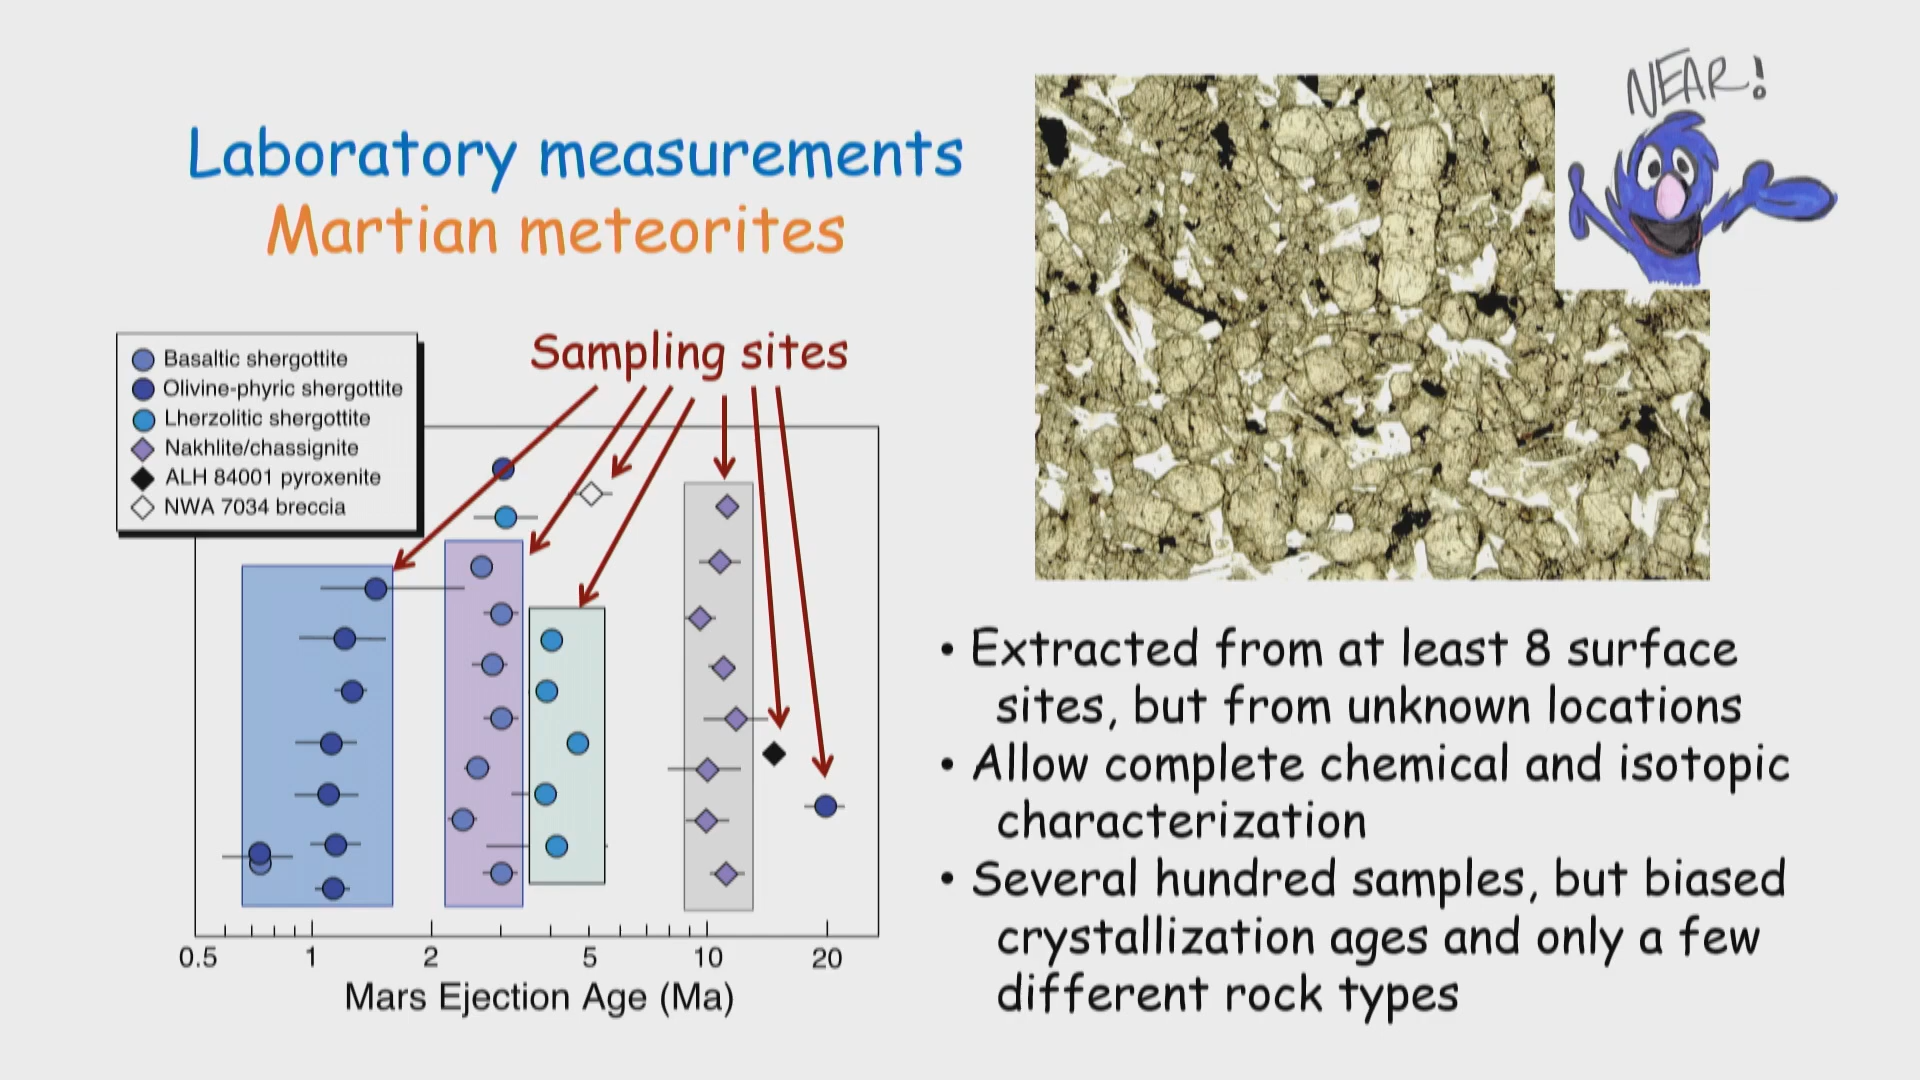 NEAR!
Laboratory measurements
Martian meteorites
Sampling sites
Basaltic shergottite
Olivine-phyric shergottite
Lherzolitic shergottite
Nakhlite/chassignite
ALH 84001 pyroxenite
NWA 7034 breccia
0.5 1 2 5 10 20
Mars Ejection Age (Ma)
• Extracted from at least 8 surface
sites, but from unknown locations
• Allow complete chemical and isotopic
characterization
• Several hundred samples, but biased
crystallization ages and only a few
different rock types